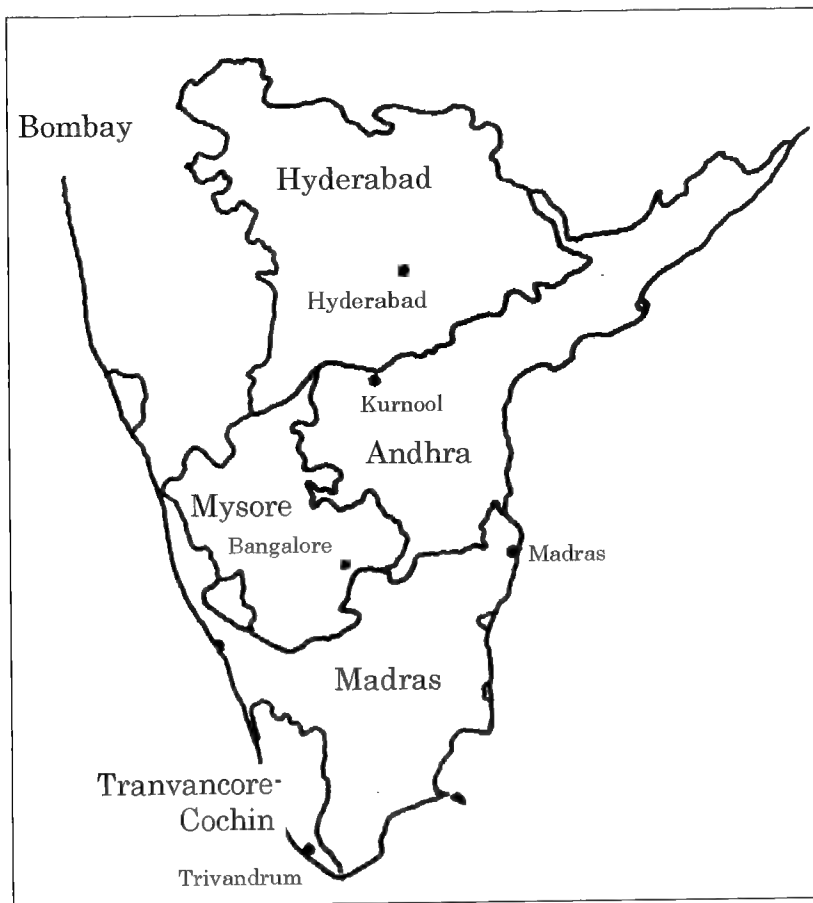 Bombay
Hyderabad
Hyderabad
Kurnool
Andhra
Mysore
Bangalore
Madras
Madras
Tranvancore-
Cochin
Trivandrum